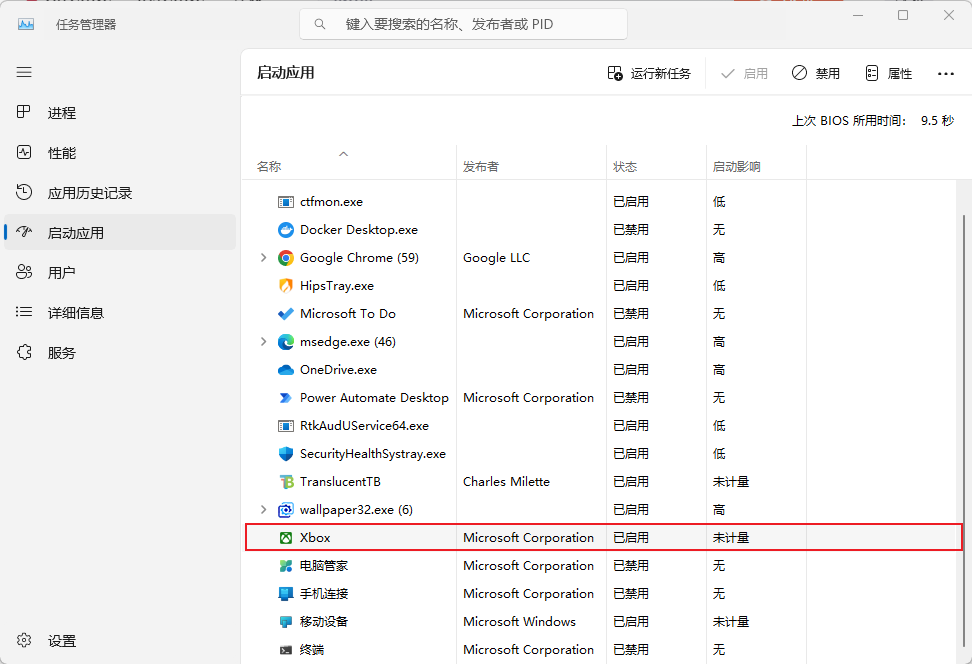 任务管理器
键入要搜索的名称、发布者或 PID
启动应用
运行新任务 启用 禁用 属性
进程
性能
应用历史记录
启动应用
用户
详细信息
服务
设置
上次 BIOS 所用时间: 9.5 秒
名称 发布者 状态 启动影响
ctfmon.exe 已启用 低
Docker Desktop.exe 已禁用 无
Google Chrome (59) Google LLC 已启用 高
HipsTray.exe 已启用 低
Microsoft To Do Microsoft Corporation 已禁用 无
msedge.exe (46) 已启用 高
OneDrive.exe 已启用 高
Power Automate Desktop Microsoft Corporation 已禁用 无
RtkAudUService64.exe 已启用 低
SecurityHealthSystray.exe 已启用 低
TranslucentTB Charles Milette 已启用 未计量
wallpaper32.exe (6) 已启用 高
Xbox Microsoft Corporation 已启用 未计量
电脑管家 Microsoft Corporation 已禁用 无
手机连接 Microsoft Corporation 已禁用 无
移动设备 Microsoft Windows 已启用 未计量
终端 Microsoft Corporation 已禁用 无